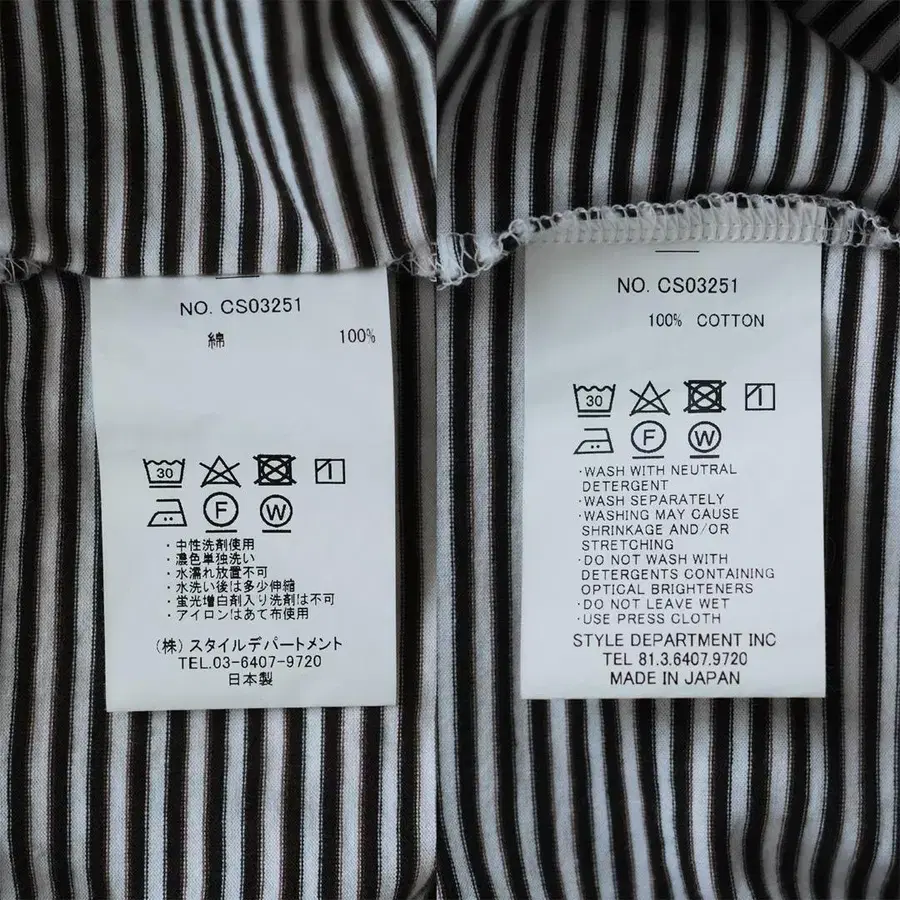 NO. CS03251
綿 100%
30
F W
・中性洗剤使用
・濃色単独洗い
・水濡れ放置不可
・水洗い後は多少伸縮
・蛍光増白剤入り洗剤は不可
・アイロンはあて布使用
(株) スタイルデパートメント
TEL.03-6407-9720
日本製
NO. CS03251
100% COTTON
30
F W
・WASH WITH NEUTRAL
DETERGENT
・WASH SEPARATELY
・WASHING MAY CAUSE
SHRINKAGE AND/OR
STRETCHING
・DO NOT WASH WITH
DETERGENTS CONTAINING
OPTICAL BRIGHTENERS
・DO NOT LEAVE WET
・USE PRESS CLOTH
STYLE DEPARTMENT INC
TEL 81.3.6407.9720
MADE IN JAPAN